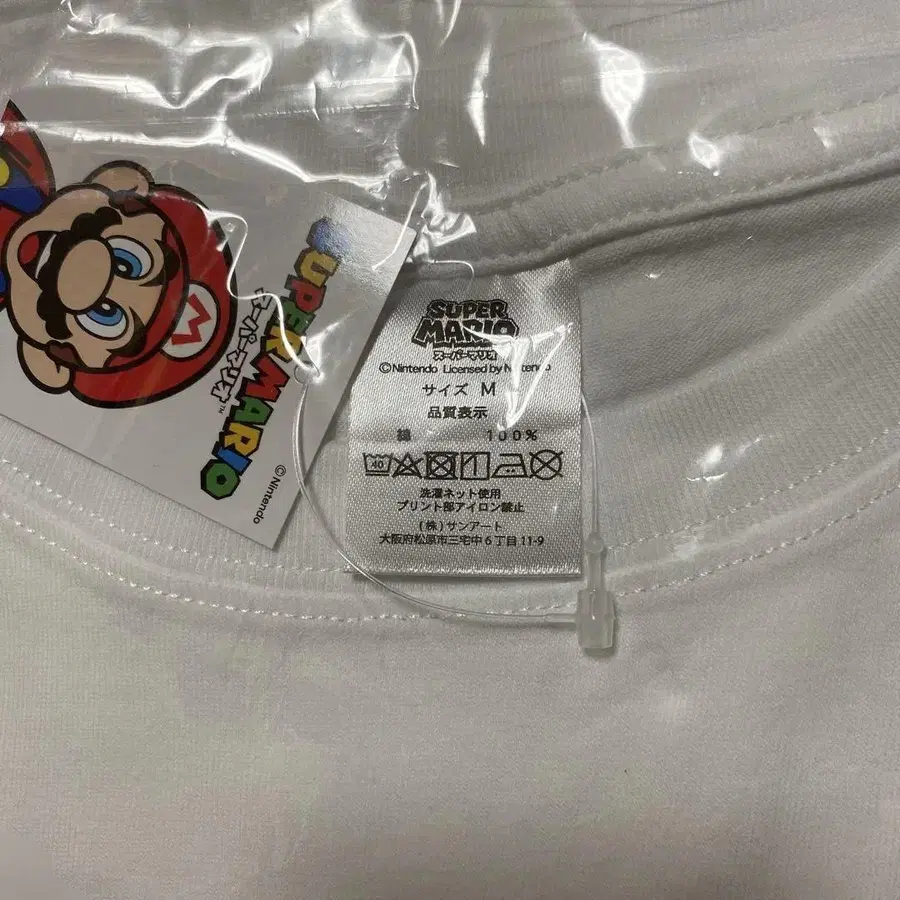 SUPER MARIO
スーパーマリオ™
©Nintendo
M
SUPER
MARIO
スーパーマリオ
©Nintendo Licensed by Nintendo
サイズ M
品質表示
綿 100%
40
洗濯ネット使用
プリント部アイロン禁止
(株)サンアート
大阪府松原市三宅中6丁目11-9